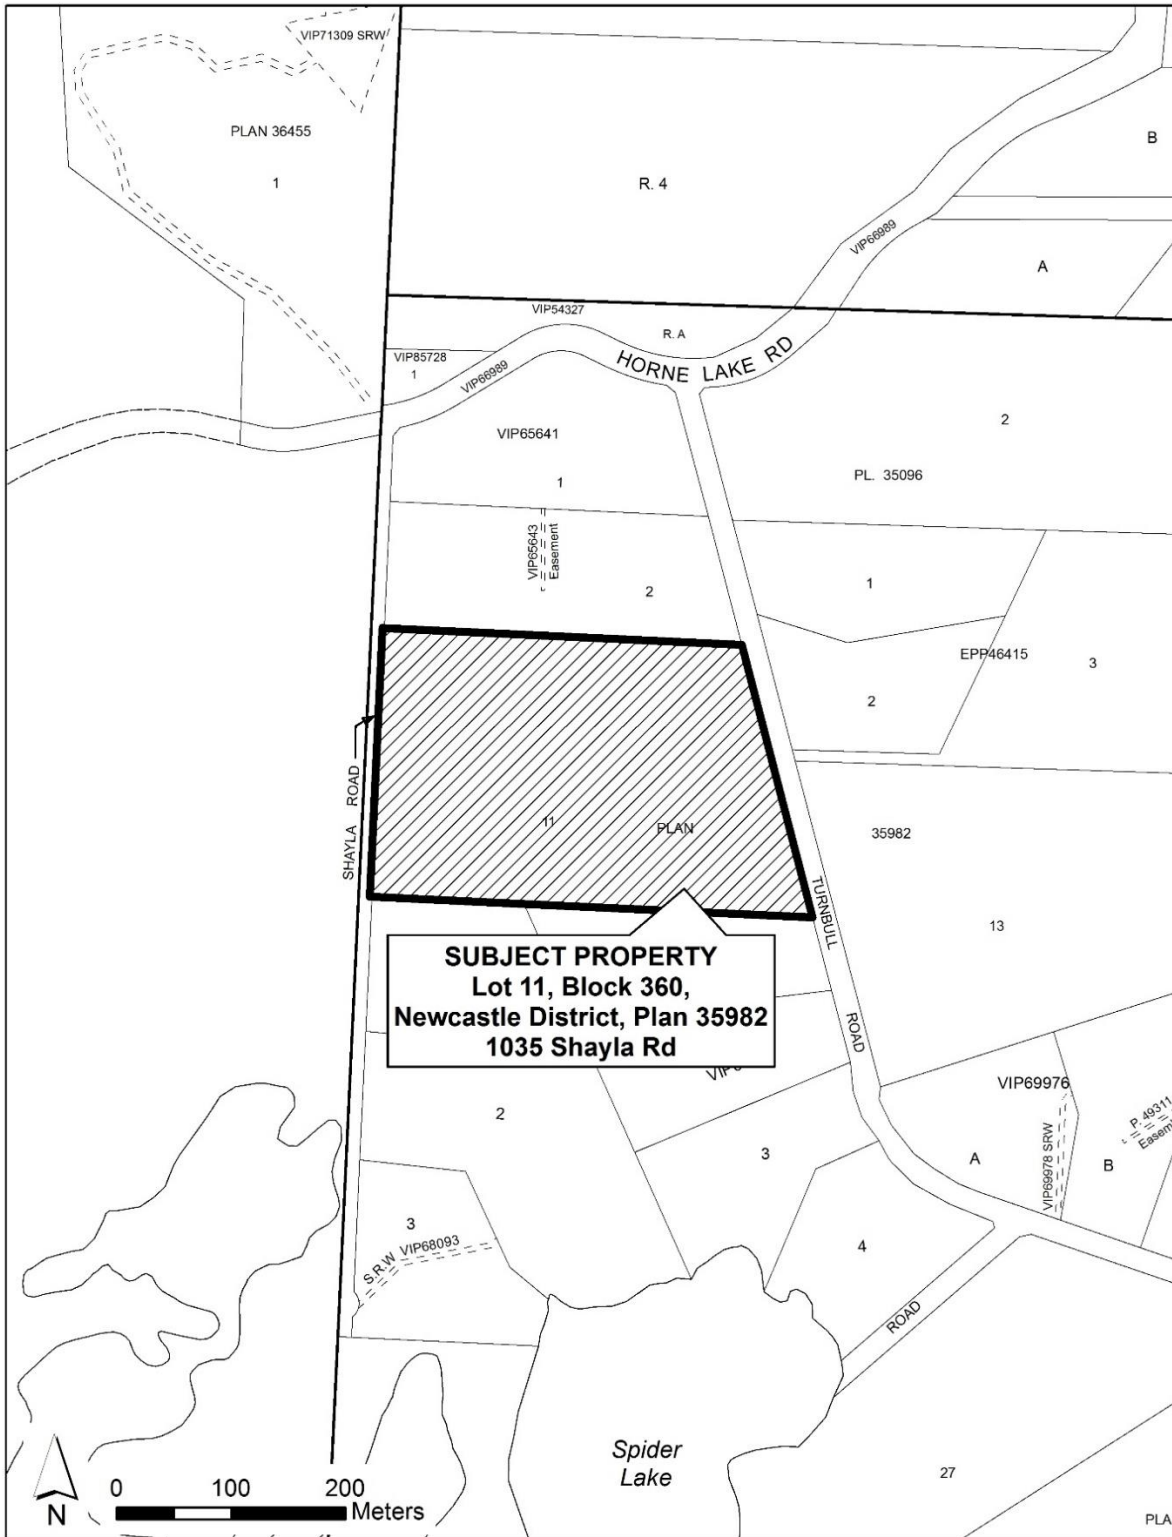 VIP71309 SRW
PLAN 36455
1
R. 4
B
VIP66989
A
VIP54327
R. A
HORNE LAKE RD
VIP85728
1
VIP66989
VIP65641
2
PL. 35096
1
VIP65643
Easement
1
2
EPP46415
3
2
SHAYLA ROAD
11
PLAN
35982
TURNBULL
13
SUBJECT PROPERTY
Lot 11, Block 360,
Newcastle District, Plan 35982
1035 Shayla Rd
ROAD
VIP69976
2
3
P. 49311
VIP69978 SRW
A
B
3
S.R.W. VIP68093
4
ROAD
Spider
Lake
27
N
0 100 200
Meters